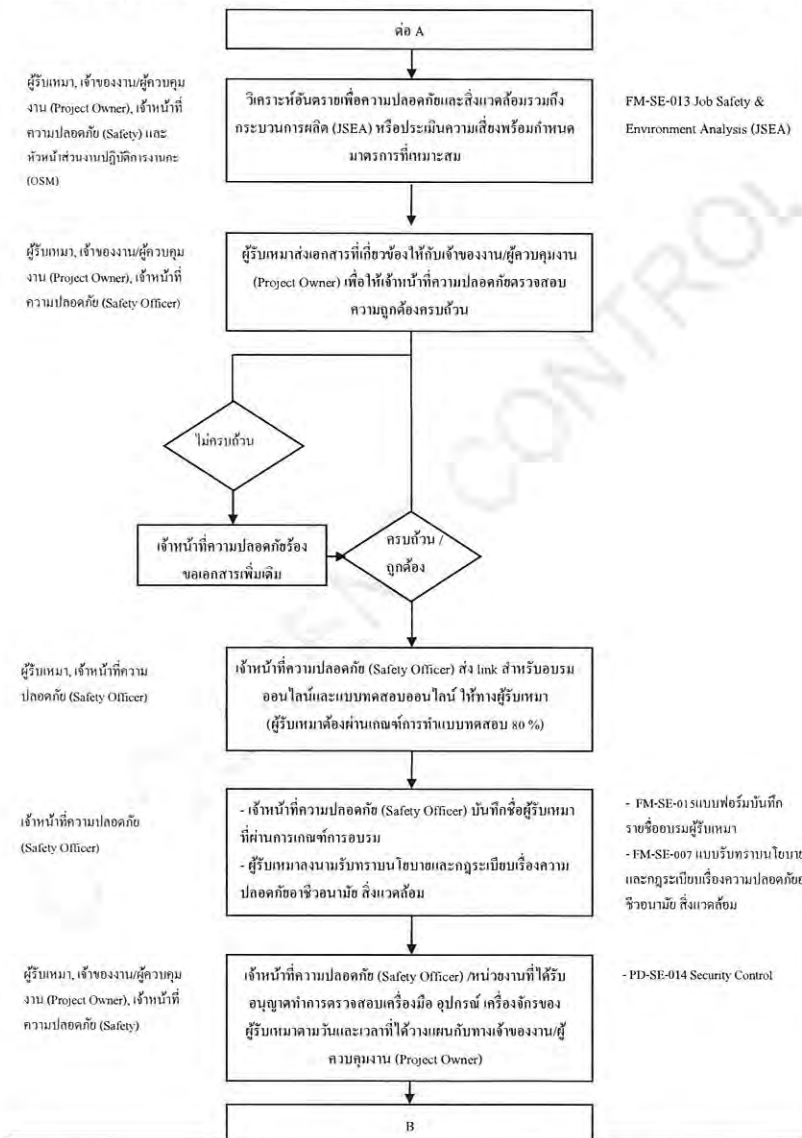 ต่อ A
ผู้รับเหมา, เจ้าของงาน/ผู้ควบคุม
งาน (Project Owner), เจ้าหน้าที่
ความปลอดภัย (Safety) และ
หัวหน้าส่วนงานปฏิบัติการงานกะ
(OSM)
วิเคราะห์อันตรายเพื่อความปลอดภัยและสิ่งแวดล้อมรวมถึง
กระบวนการผลิต (JSEA) หรือประเมินความเสี่ยงพร้อมกำหนด
มาตรการที่เหมาะสม
FM-SE-013 Job Safety &
Environment Analysis (JSEA)
ผู้รับเหมา, เจ้าของงาน/ผู้ควบคุม
งาน (Project Owner), เจ้าหน้าที่
ความปลอดภัย (Safety Officer)
ผู้รับเหมาส่งเอกสารที่เกี่ยวข้องให้กับเจ้าของงาน/ผู้ควบคุมงาน
(Project Owner) เพื่อให้เจ้าหน้าที่ความปลอดภัยตรวจสอบ
ความถูกต้องครบถ้วน
ไม่ครบถ้วน
เจ้าหน้าที่ความปลอดภัยร้อง
ขอเอกสารเพิ่มเติม
ครบถ้วน /
ถูกต้อง
ผู้รับเหมา, เจ้าหน้าที่ความ
ปลอดภัย (Safety Officer)
เจ้าหน้าที่ความปลอดภัย (Safety Officer) ส่ง link สำหรับอบรม
ออนไลน์และแบบทดสอบออนไลน์ ให้ทางผู้รับเหมา
(ผู้รับเหมาต้องผ่านเกณฑ์การทำแบบทดสอบ 80 %)
เจ้าหน้าที่ความปลอดภัย
(Safety Officer)
- เจ้าหน้าที่ความปลอดภัย (Safety Officer) บันทึกชื่อผู้รับเหมา
ที่ผ่านการเกณฑ์การอบรม
- ผู้รับเหมาลงนามรับทราบนโยบายและกฎระเบียบเรื่องความ
ปลอดภัยอาชีวอนามัย สิ่งแวดล้อม
- FM-SE-015แบบฟอร์มบันทึก
รายชื่ออบรมผู้รับเหมา
- FM-SE-007 แบบรับทราบนโยบาย
และกฎระเบียบเรื่องความปลอดภัยอ
ชีวอนามัย สิ่งแวดล้อม
ผู้รับเหมา, เจ้าของงาน/ผู้ควบคุม
งาน (Project Owner), เจ้าหน้าที่
ความปลอดภัย (Safety)
เจ้าหน้าที่ความปลอดภัย (Safety Officer) /หน่วยงานที่ได้รับ
อนุญาตทำการตรวจสอบเครื่องมือ อุปกรณ์ เครื่องจักรของ
ผู้รับเหมาตามวันและเวลาที่ได้วางแผนกับทางเจ้าของงาน/ผู้
ควบคุมงาน (Project Owner)
- PD-SE-014 Security Control
B